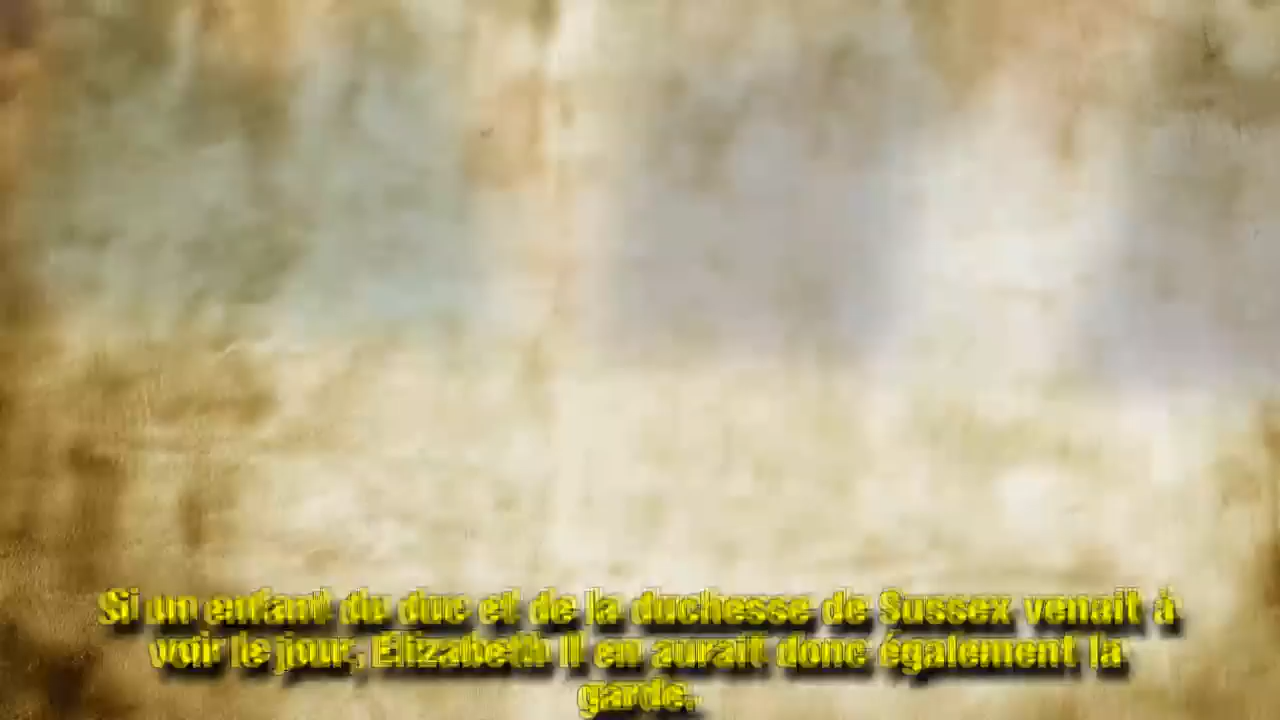 Si un enfant du duc et de la duchesse de Sussex venait à
voir le jour, Elizabeth II en aurait donc également la
garde.